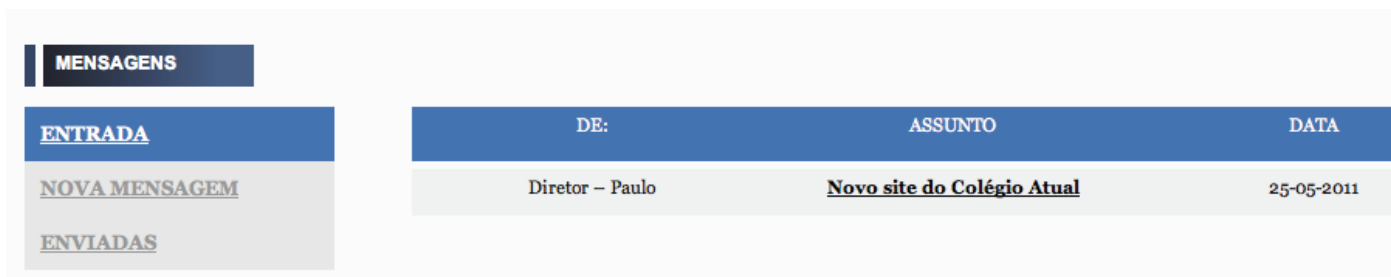 MENSAGENS
ENTRADA
NOVA MENSAGEM
ENVIADAS
DE: ASSUNTO DATA
Diretor – Paulo Novo site do Colégio Atual 25-05-2011